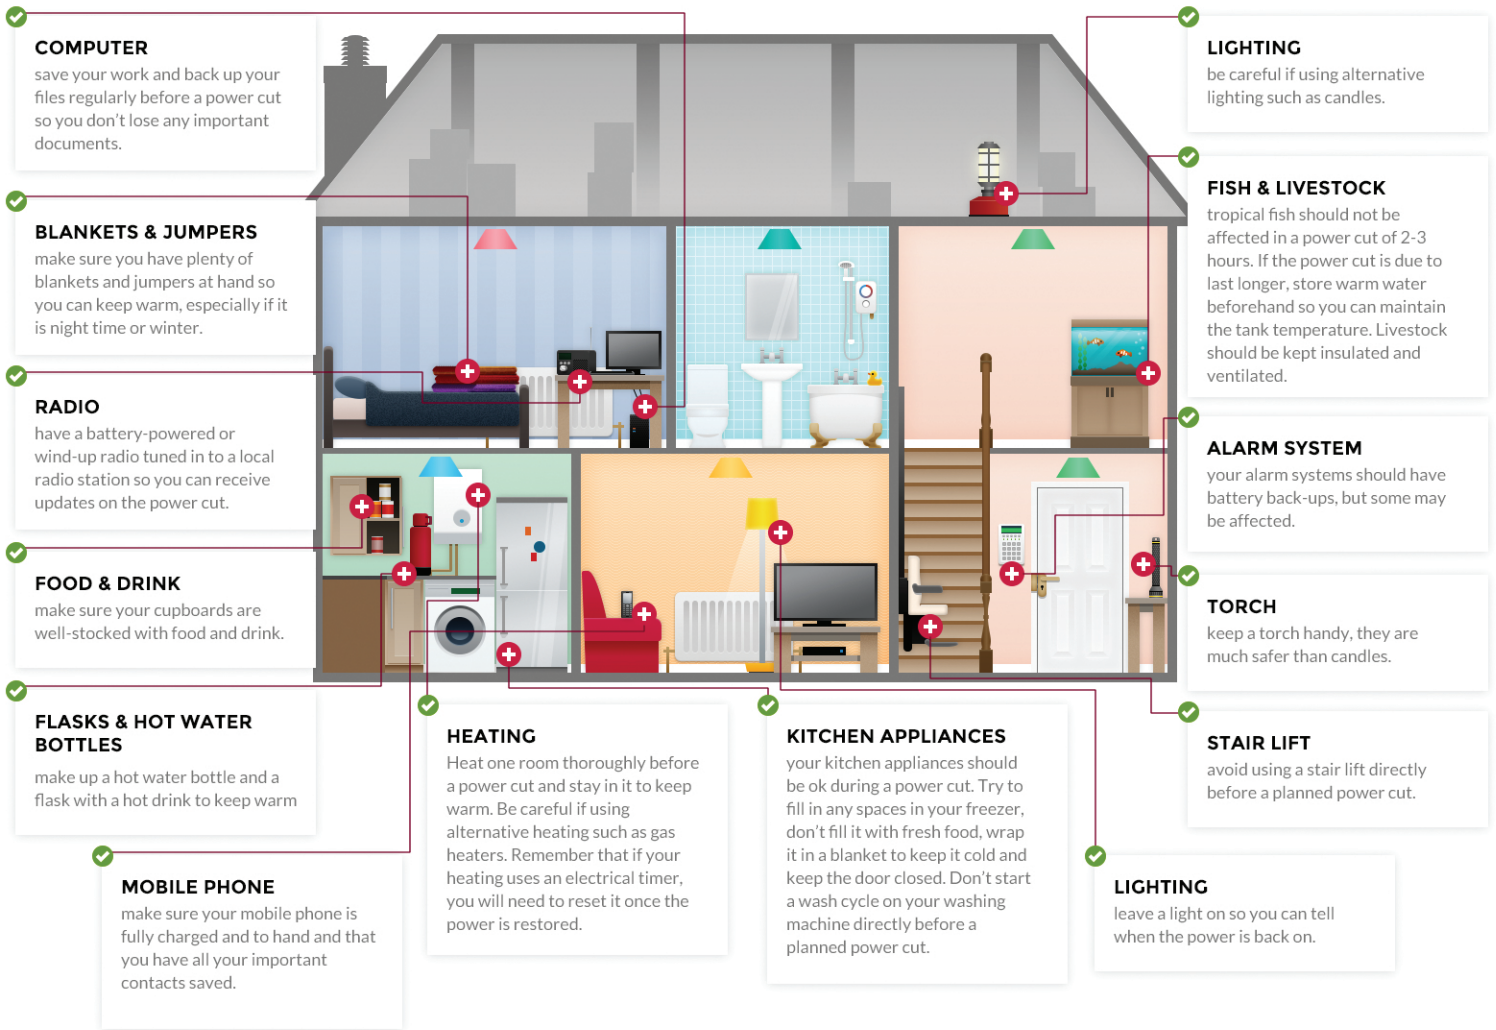 COMPUTER
save your work and back up your
files regularly before a power cut
so you don't lose any important
documents.
BLANKETS & JUMPERS
make sure you have plenty of
blankets and jumpers at hand so
you can keep warm, especially if it
is night time or winter.
RADIO
have a battery-powered or
wind-up radio tuned in to a local
radio station so you can receive
updates on the power cut.
FOOD & DRINK
make sure your cupboards are
well-stocked with food and drink.
FLASKS & HOT WATER
BOTTLES
make up a hot water bottle and a
flask with a hot drink to keep warm
MOBILE PHONE
make sure your mobile phone is
fully charged and to hand and that
you have all your important
contacts saved.
HEATING
Heat one room thoroughly before
a power cut and stay in it to keep
warm. Be careful if using
alternative heating such as gas
heaters. Remember that if your
heating uses an electrical timer,
you will need to reset it once the
power is restored.
KITCHEN APPLIANCES
your kitchen appliances should
be ok during a power cut. Try to
fill in any spaces in your freezer,
don't fill it with fresh food, wrap
it in a blanket to keep it cold and
keep the door closed. Don't start
a wash cycle on your washing
machine directly before a
planned power cut.
LIGHTING
be careful if using alternative
lighting such as candles.
FISH & LIVESTOCK
tropical fish should not be
affected in a power cut of 2-3
hours. If the power cut is due to
last longer, store warm water
beforehand so you can maintain
the tank temperature. Livestock
should be kept insulated and
ventilated.
ALARM SYSTEM
your alarm systems should have
battery back-ups, but some may
be affected.
TORCH
keep a torch handy, they are
much safer than candles.
STAIR LIFT
avoid using a stair lift directly
before a planned power cut.
LIGHTING
leave a light on so you can tell
when the power is back on.